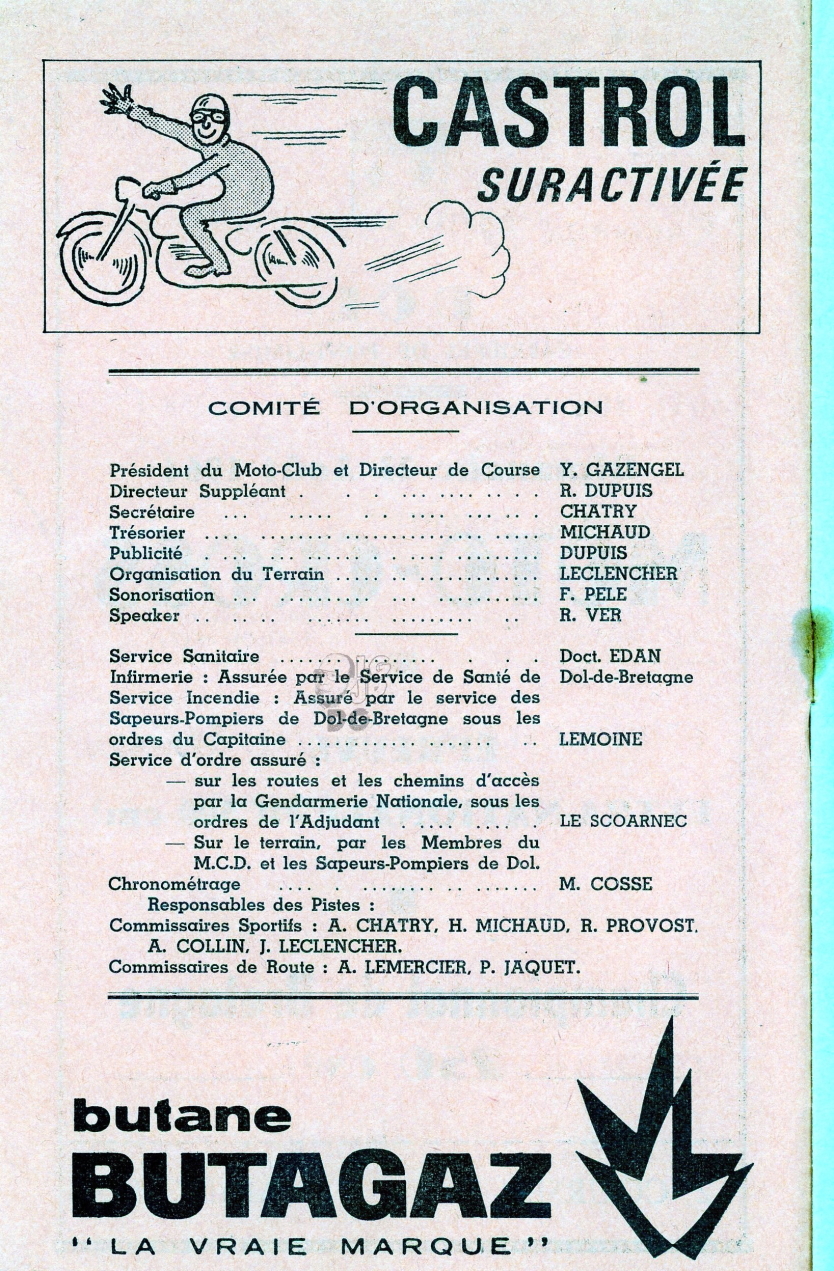 CASTROL
SURACTIVÉE
COMITÉ D'ORGANISATION
Président du Moto-Club et Directeur de Course Y. GAZENGEL
Directeur Suppléant . . . ... .... .. . . R. DUPUIS
Secrétaire ... ..... . . .... ... .. . CHATRY
Trésorier .... ........ ...................... ..... MICHAUD
Publicité . ......... .. ......... .............. DUPUIS
Organisation du Terrain .... .. .................. LECLENCHER
Sonorisation ... .......... ... .................. F. PELE
Speaker .. .. .. ....... ......... .. R. VER
Service Sanitaire ................... . . . Doct. EDAN
Infirmerie : Assurée par le Service de Santé de Dol-de-Bretagne
Service Incendie : Assuré par le service des
Sapeurs-Pompiers de Dol-de-Bretagne sous les
ordres du Capitaine ............ ....... .. LEMOINE
Service d'ordre assuré :
— sur les routes et les chemins d'accès
par la Gendarmerie Nationale, sous les
ordres de l'Adjudant . .... .... . LE SCOARNEC
— Sur le terrain, par les Membres du
M.C.D. et les Sapeurs-Pompiers de Dol.
Chronométrage .... . ........ .. ....... M. COSSE
Responsables des Pistes :
Commissaires Sportifs : A. CHATRY, H. MICHAUD, R. PROVOST.
A. COLLIN, J. LECLENCHER.
Commissaires de Route : A. LEMERCIER, P. JAQUET.
butane
BUTAGAZ
"LA VRAIE MARQUE"